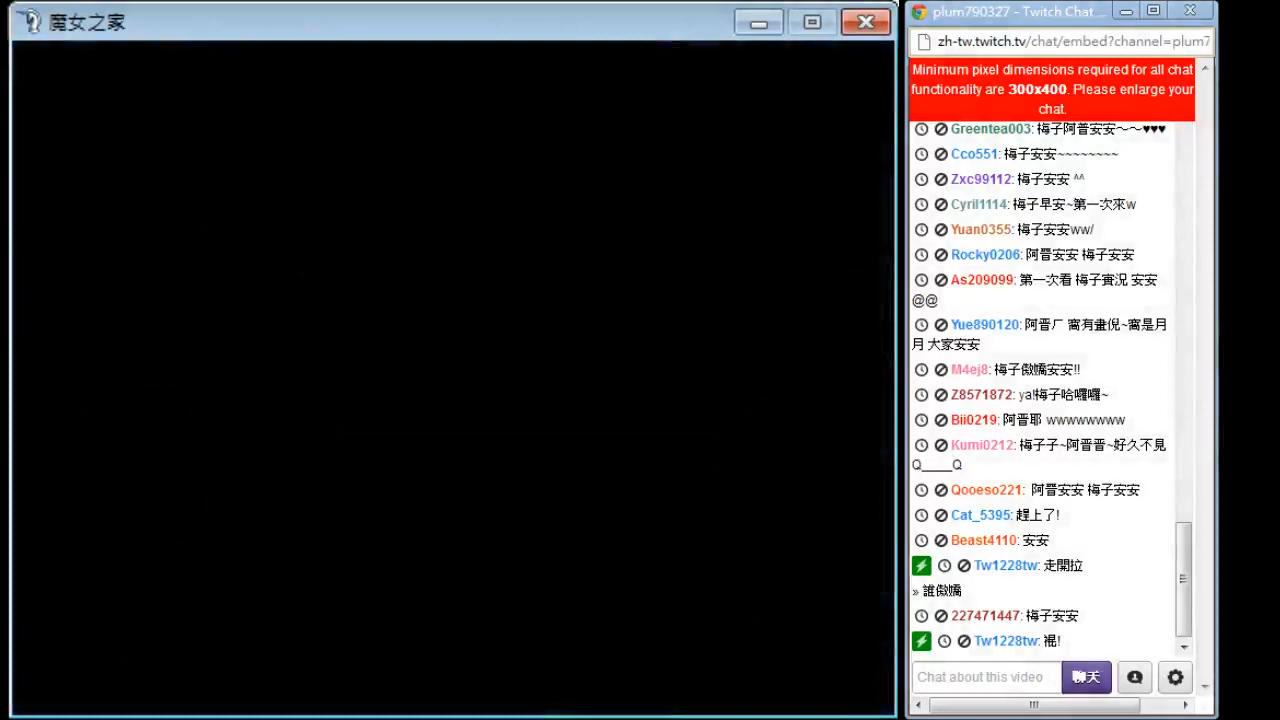 魔女之家
plum790327 - Twitch Chat
zh-tw.twitch.tv/chat/embed?channel=plum7
Minimum pixel dimensions required for all chat
functionality are 300x400. Please enlarge your
chat.
Greentea003: 梅子阿普安安～～♥♥♥
Cco551: 梅子安安~~~~~~~~
Zxc99112: 梅子安安 ^^
Cyril1114: 梅子早安~第一次來w
Yuan0355: 梅子安安ww/
Rocky0206: 阿晉安安 梅子安安
As209099: 第一次看 梅子實況 安安
@@
Yue890120: 阿晋厂 窩有畫倪~窩是月
月 大家安安
M4ej8: 梅子傲嬌安安!!
Z8571872: ya!梅子哈囉囉~
Bii0219: 阿晋耶 wwwwwwww
Kumi0212: 梅子子~阿晋晋~好久不見
Q____Q
Qooeso221: 阿晉安安 梅子安安
Cat_5395: 趕上了!
Beast4110: 安安
Tw1228tw: 走開拉
» 誰傲嬌
227471447: 梅子安安
Tw1228tw: 裩!
Chat about this video
聊天